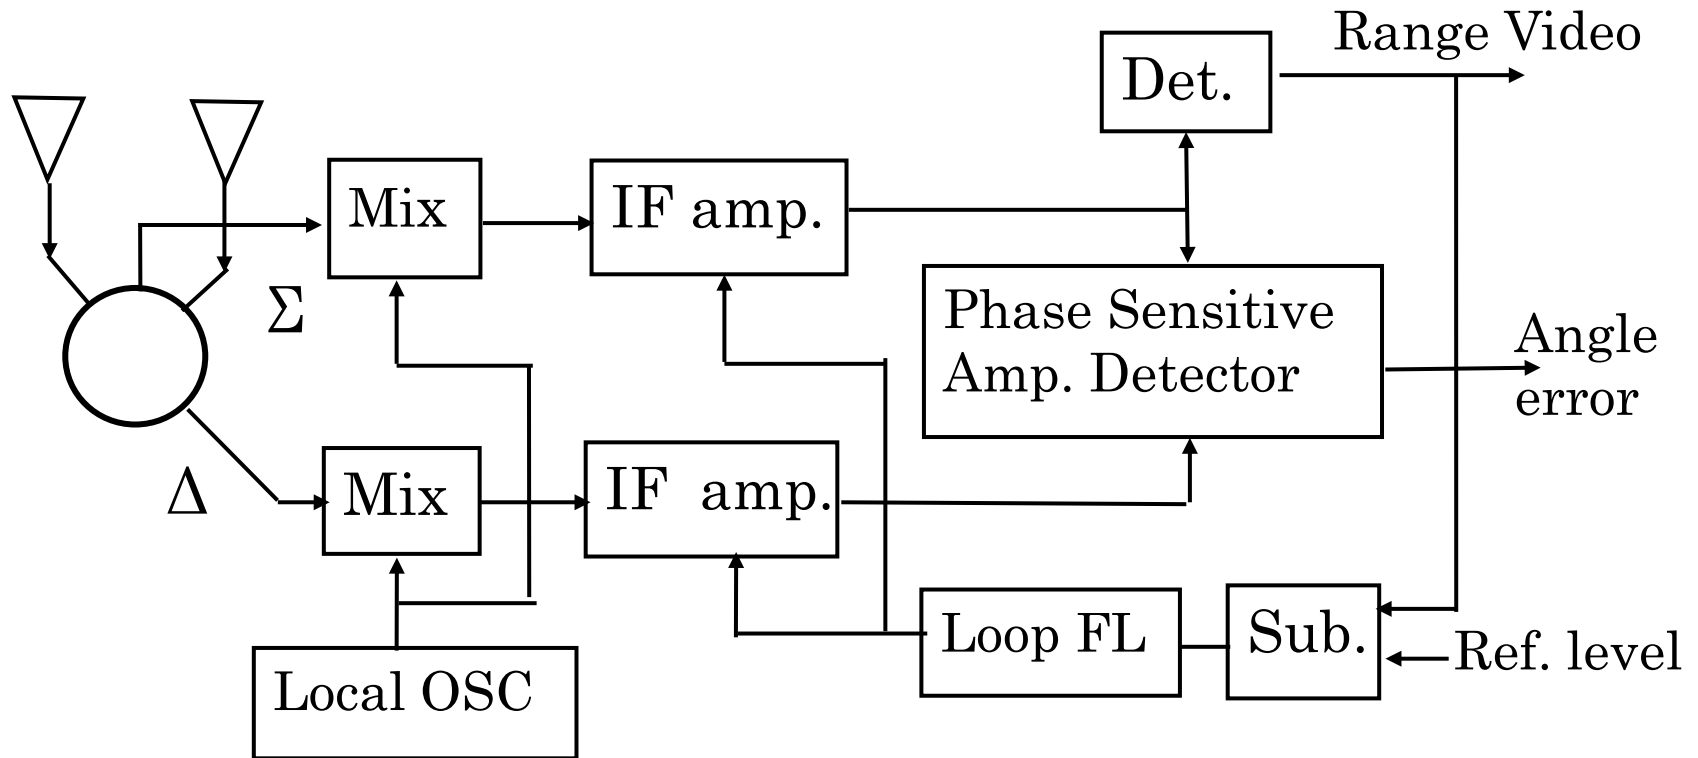 Range Video
Det.
Mix
IF amp.
Σ
Phase Sensitive
Amp. Detector
Angle
error
Δ
Mix
IF amp.
Loop FL
Sub.
Ref. level
Local OSC